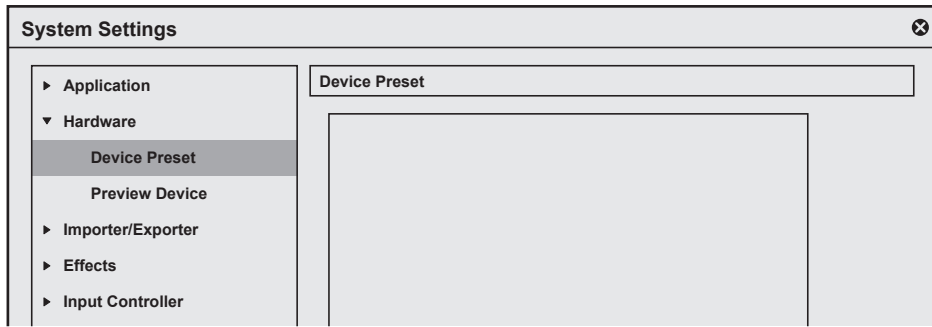 System Settings
Application
Hardware
Device Preset
Preview Device
Importer/Exporter
Effects
Input Controller
Device Preset